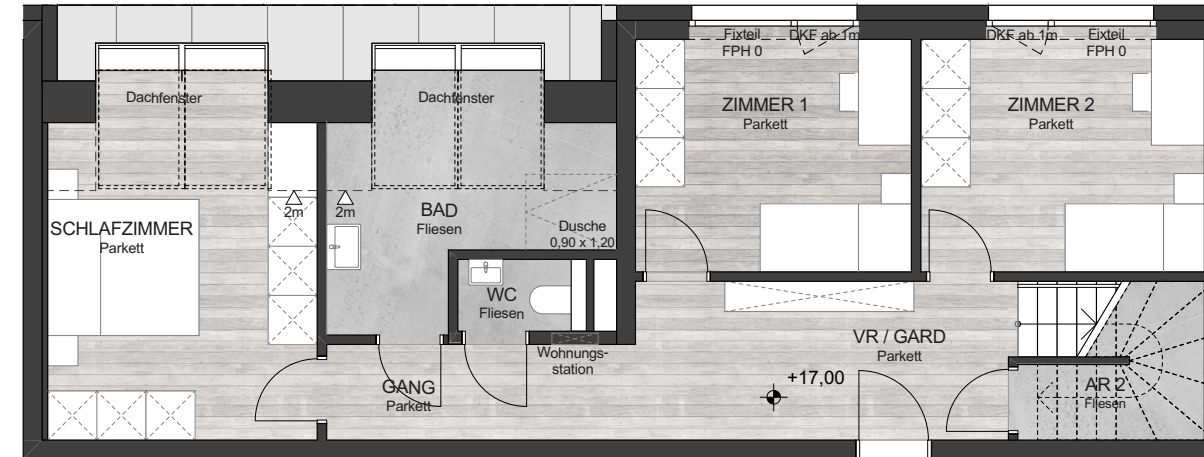 Fixteil
FPH 0
DKF ab 1m
DKF ab 1m
Fixteil
FPH 0
Dachfenster
Dachfenster
ZIMMER 1
Parkett
ZIMMER 2
Parkett
2m
2m
SCHLAFZIMMER
Parkett
BAD
Fliesen
Dusche
0,90 x 1,20
WC
Fliesen
Wohnungs-
station
VR / GARD
Parkett
GANG
Parkett
+17,00
AR 2
Fliesen